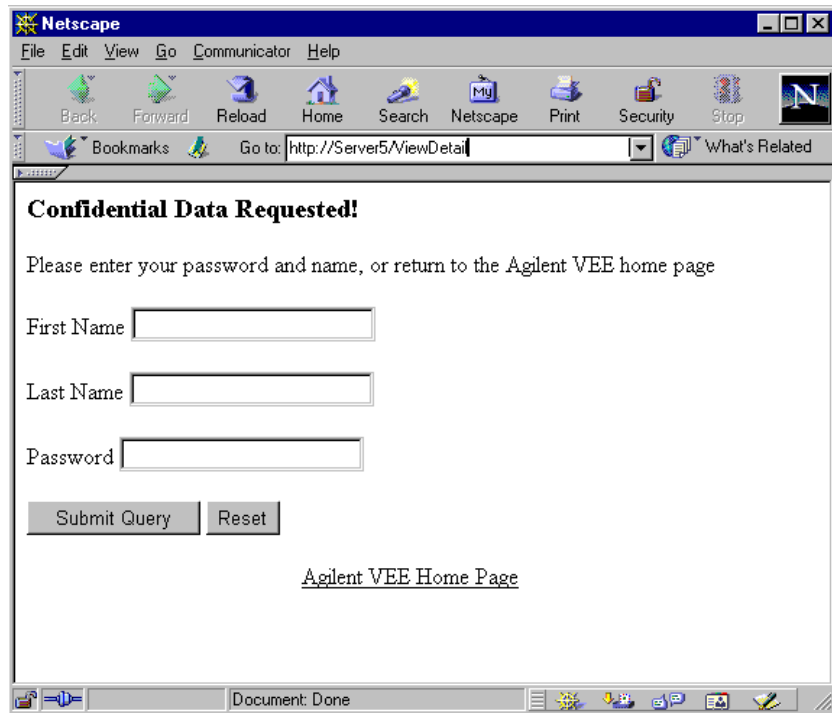 Netscape
File Edit View Go Communicator Help
Back Forward Reload Home Search Netscape Print Security Stop
My
N
Bookmarks Go to: http://Server5/ViewDetail What's Related
Confidential Data Requested!
Please enter your password and name, or return to the Agilent VEE home page
First Name
Last Name
Password
Submit Query Reset
Agilent VEE Home Page
Document: Done